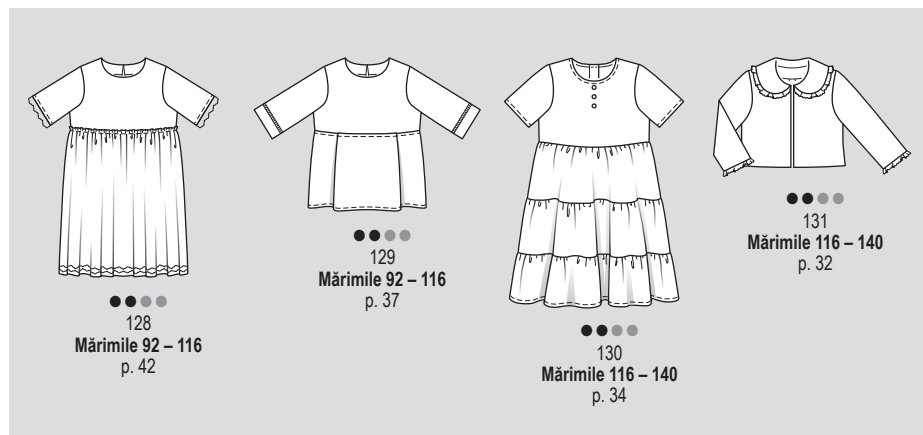 128
Mărimile 92 – 116
p. 42
129
Mărimile 92 – 116
p. 37
130
Mărimile 116 – 140
p. 34
131
Mărimile 116 – 140
p. 32